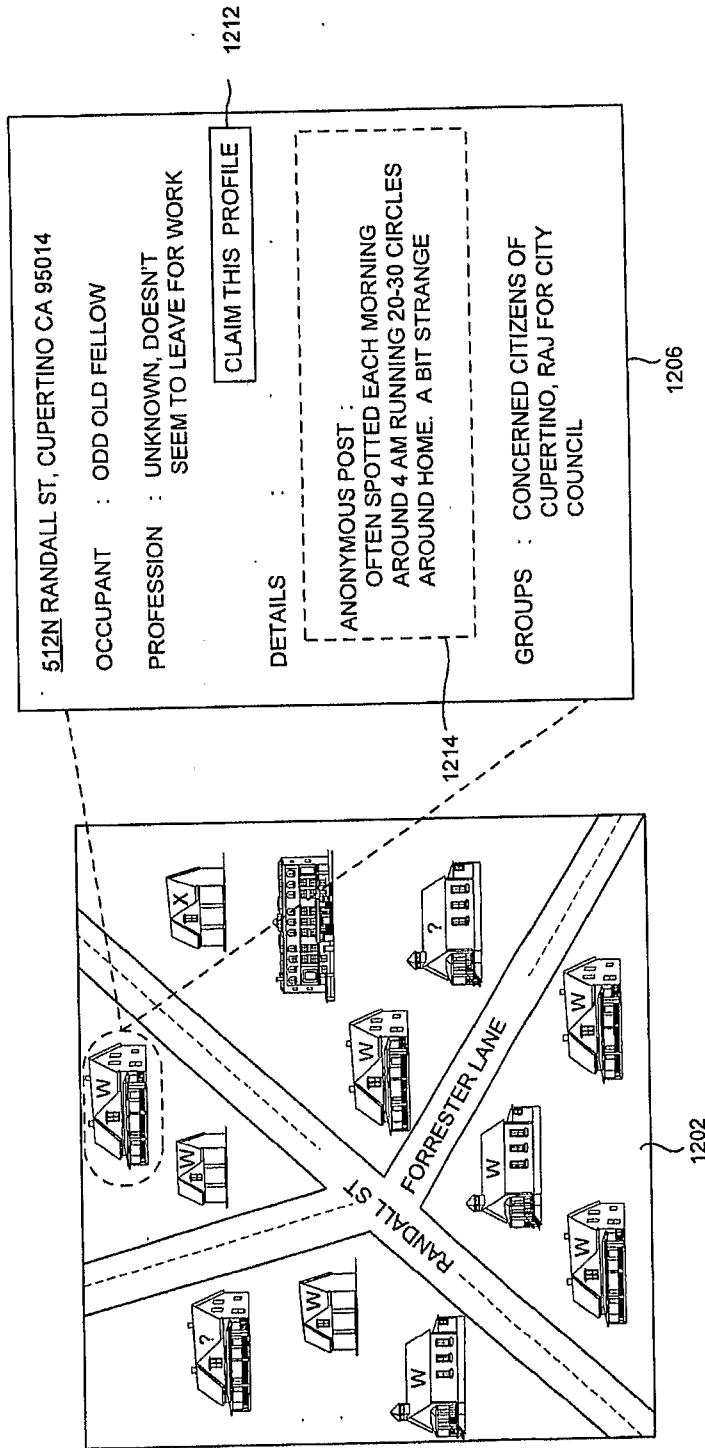 512N RANDALL ST, CUPERTINO CA 95014
OCCUPANT : ODD OLD FELLOW
PROFESSION : UNKNOWN, DOESN'T
SEEM TO LEAVE FOR WORK
CLAIM THIS PROFILE
1212
DETAILS :
ANONYMOUS POST :
OFTEN SPOTTED EACH MORNING
AROUND 4 AM RUNNING 20-30 CIRCLES
AROUND HOME. A BIT STRANGE
1214
GROUPS : CONCERNED CITIZENS OF
CUPERTINO, RAJ FOR CITY
COUNCIL
1206
W
X
W
?
W
W
?
W
RANDALL ST
FORRESTER LANE
W
W
W
W
1202